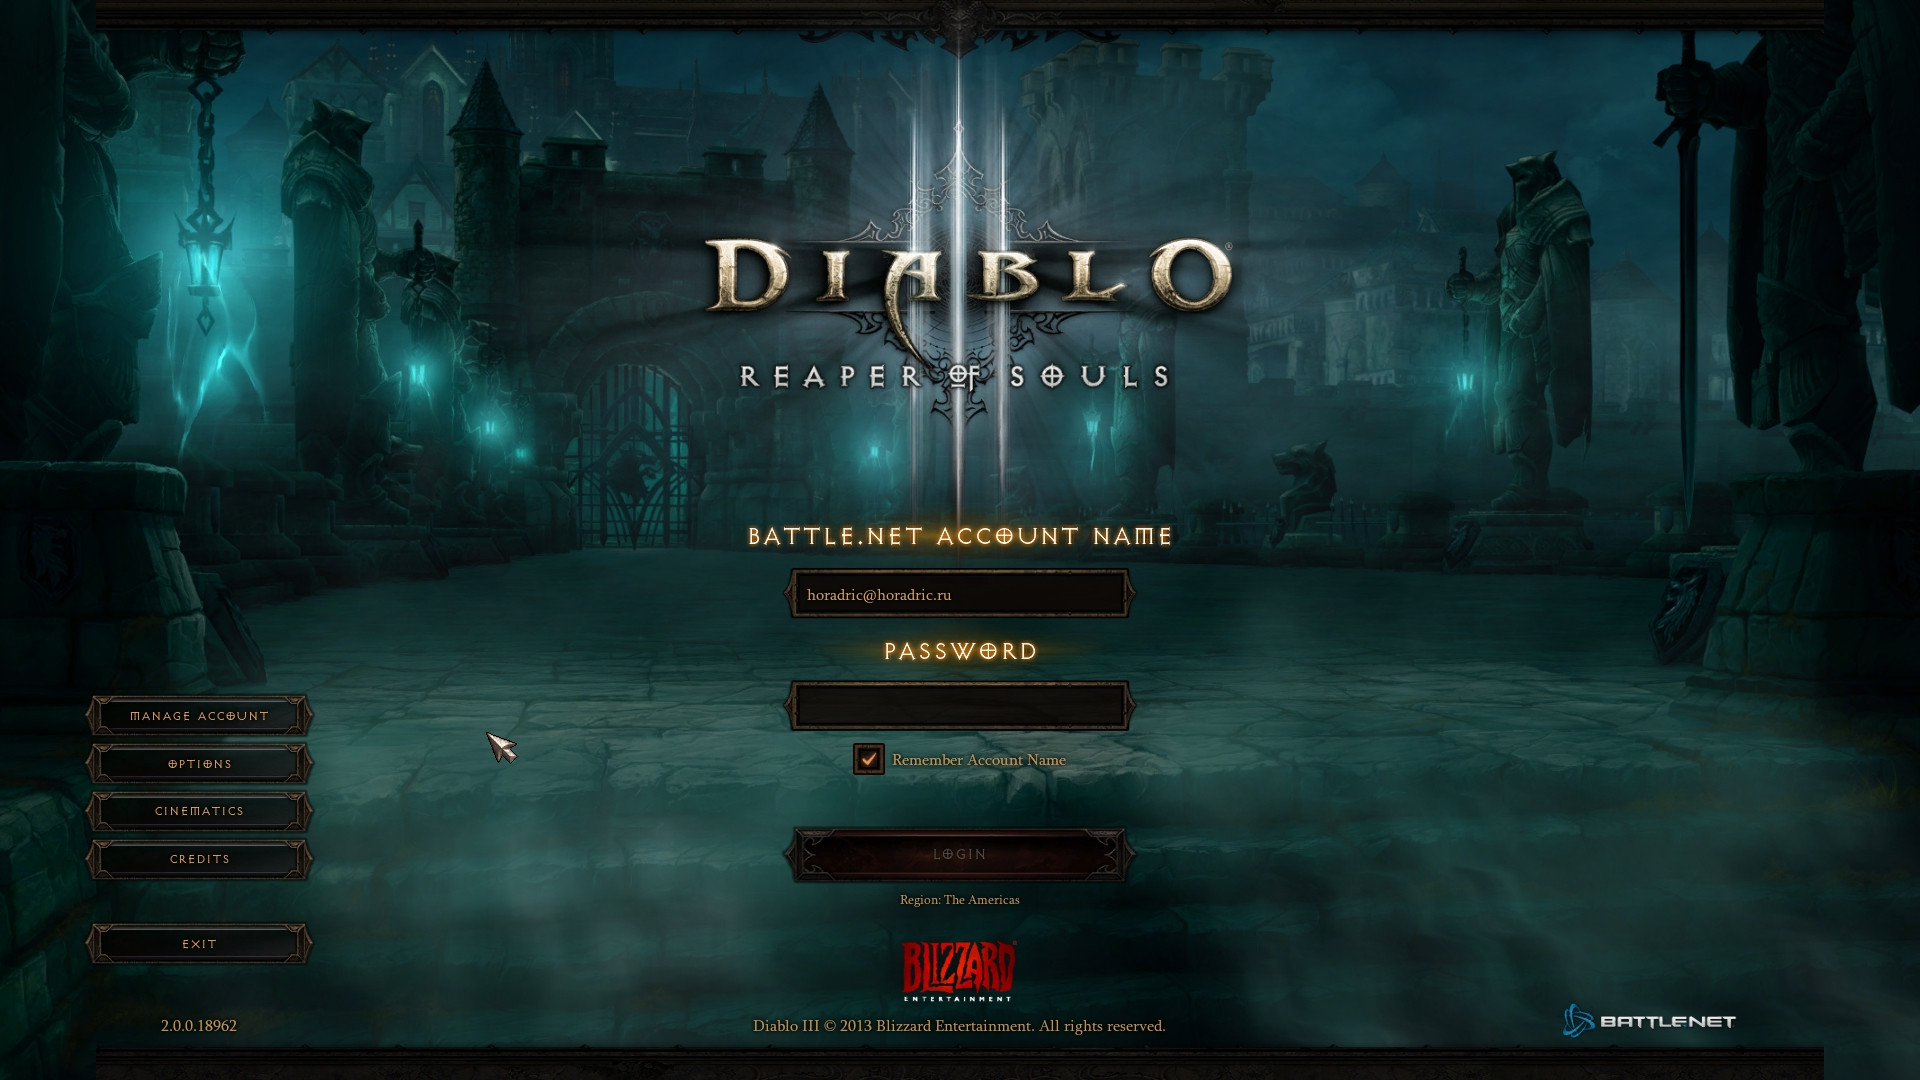 DIABLO®
REAPER OF SOULS
BATTLE.NET ACCOUNT NAME
horadric@horadric.ru
PASSWORD
Remember Account Name
LOGIN
Region: The Americas
MANAGE ACCOUNT
OPTIONS
CINEMATICS
CREDITS
EXIT
BLIZZARD®
ENTERTAINMENT
2.0.0.18962
Diablo III © 2013 Blizzard Entertainment. All rights reserved.
BATTLE.NET